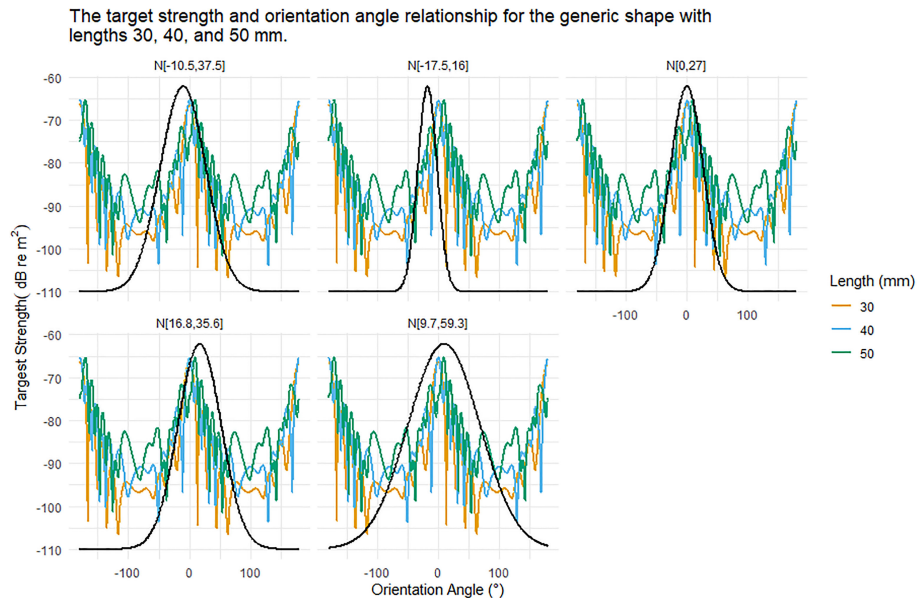 The target strength and orientation angle relationship for the generic shape with
lengths 30, 40, and 50 mm.
N[-10.5,37.5]
N[-17.5,16]
N[0,27]
-60
-70
-80
-90
-100
-110
-100
0
100
N[16.8,35.6]
N[9.7,59.3]
-60
-70
-80
-90
-100
-110
-100
0
100
-100
0
100
Targest Strength( dB re m²)
Orientation Angle (°)
Length (mm)
30
40
50